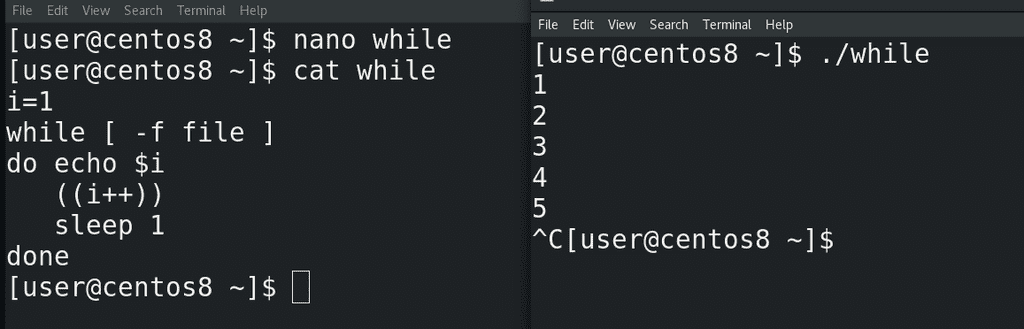 File Edit View Search Terminal Help
[user@centos8 ~]$ nano while
[user@centos8 ~]$ cat while
i=1
while [ -f file ]
do echo $i
   ((i++))
   sleep 1
done
[user@centos8 ~]$
File Edit View Search Terminal Help
[user@centos8 ~]$ ./while
1
2
3
4
5
^C[user@centos8 ~]$